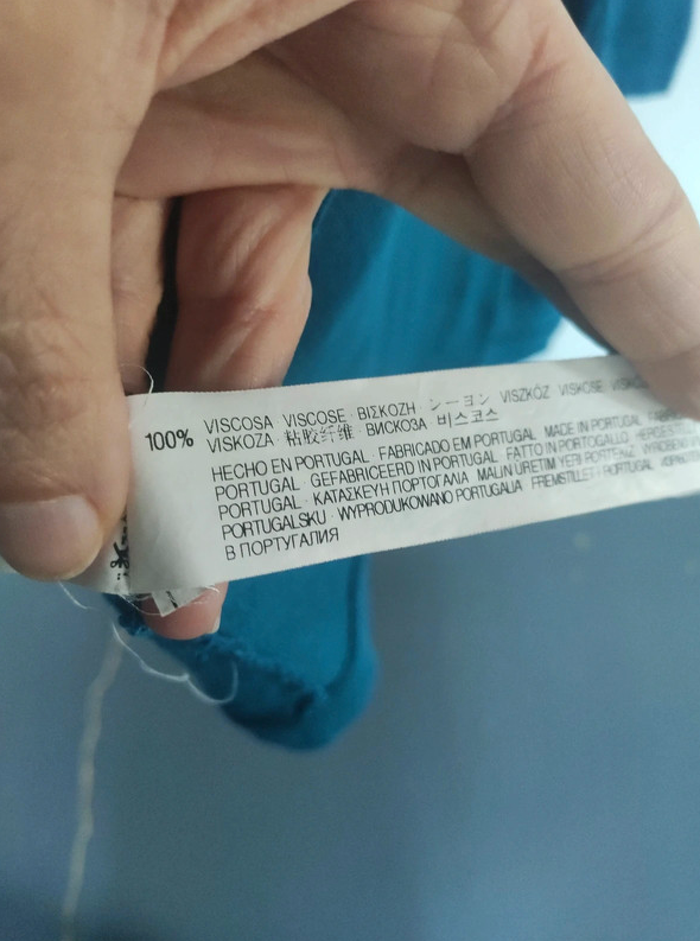 100% VISCOSA · VISCOSE · ΒΙΣΚΟΖΗ · シーヨン · VISZKÓZ · VISKOSE
VISKOZA · 粘胶纤维 · ВИСКОЗА · 비스코스
HECHO EN PORTUGAL · FABRICADO EM PORTUGAL · MADE IN PORTUGAL
PORTUGAL · GEFABRICEERD IN PORTUGAL · FATTO IN PORTOGALLO
PORTUGAL · ΚΑΤΑΣΚΕΥΗ ΠΟΡΤΟΓΑΛΙΑ · MALIN ÜRETIM YERI PORTEKIZ
PORTUGALSKU · WYPRODUKOWANO PORTUGALIA · FREMSTILLET · PORTUGAL
В ПОРТУГАЛИЯ